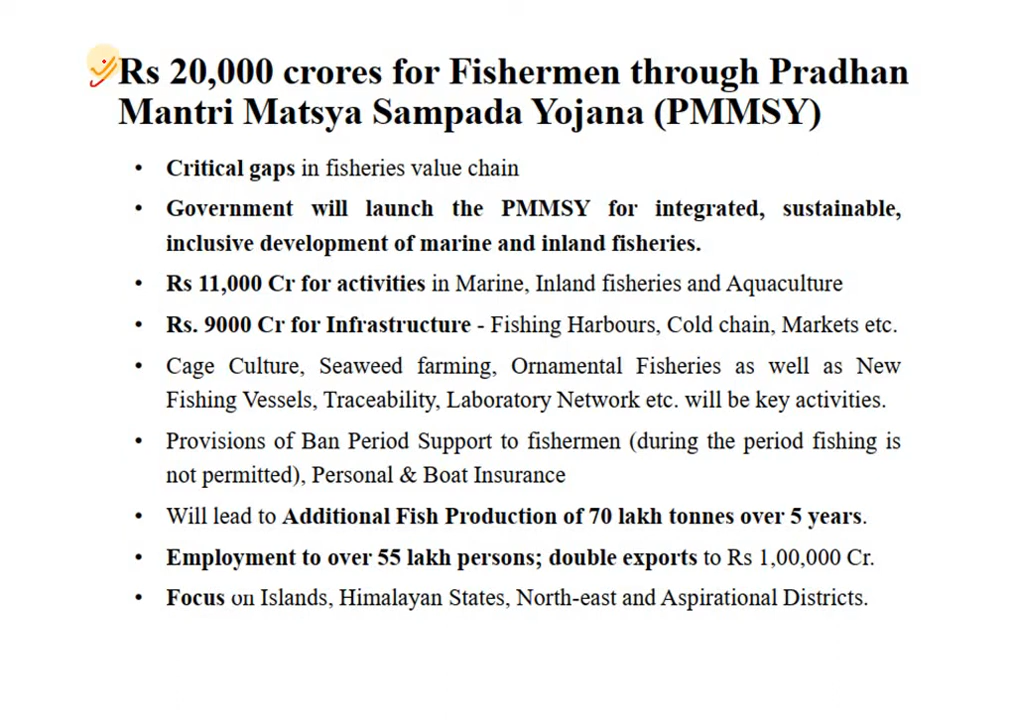 Rs 20,000 crores for Fishermen through Pradhan
Mantri Matsya Sampada Yojana (PMMSY)
• Critical gaps in fisheries value chain
• Government will launch the PMMSY for integrated, sustainable,
inclusive development of marine and inland fisheries.
• Rs 11,000 Cr for activities in Marine, Inland fisheries and Aquaculture
• Rs. 9000 Cr for Infrastructure - Fishing Harbours, Cold chain, Markets etc.
• Cage Culture, Seaweed farming, Ornamental Fisheries as well as New
Fishing Vessels, Traceability, Laboratory Network etc. will be key activities.
• Provisions of Ban Period Support to fishermen (during the period fishing is
not permitted), Personal & Boat Insurance
• Will lead to Additional Fish Production of 70 lakh tonnes over 5 years.
• Employment to over 55 lakh persons; double exports to Rs 1,00,000 Cr.
• Focus on Islands, Himalayan States, North-east and Aspirational Districts.